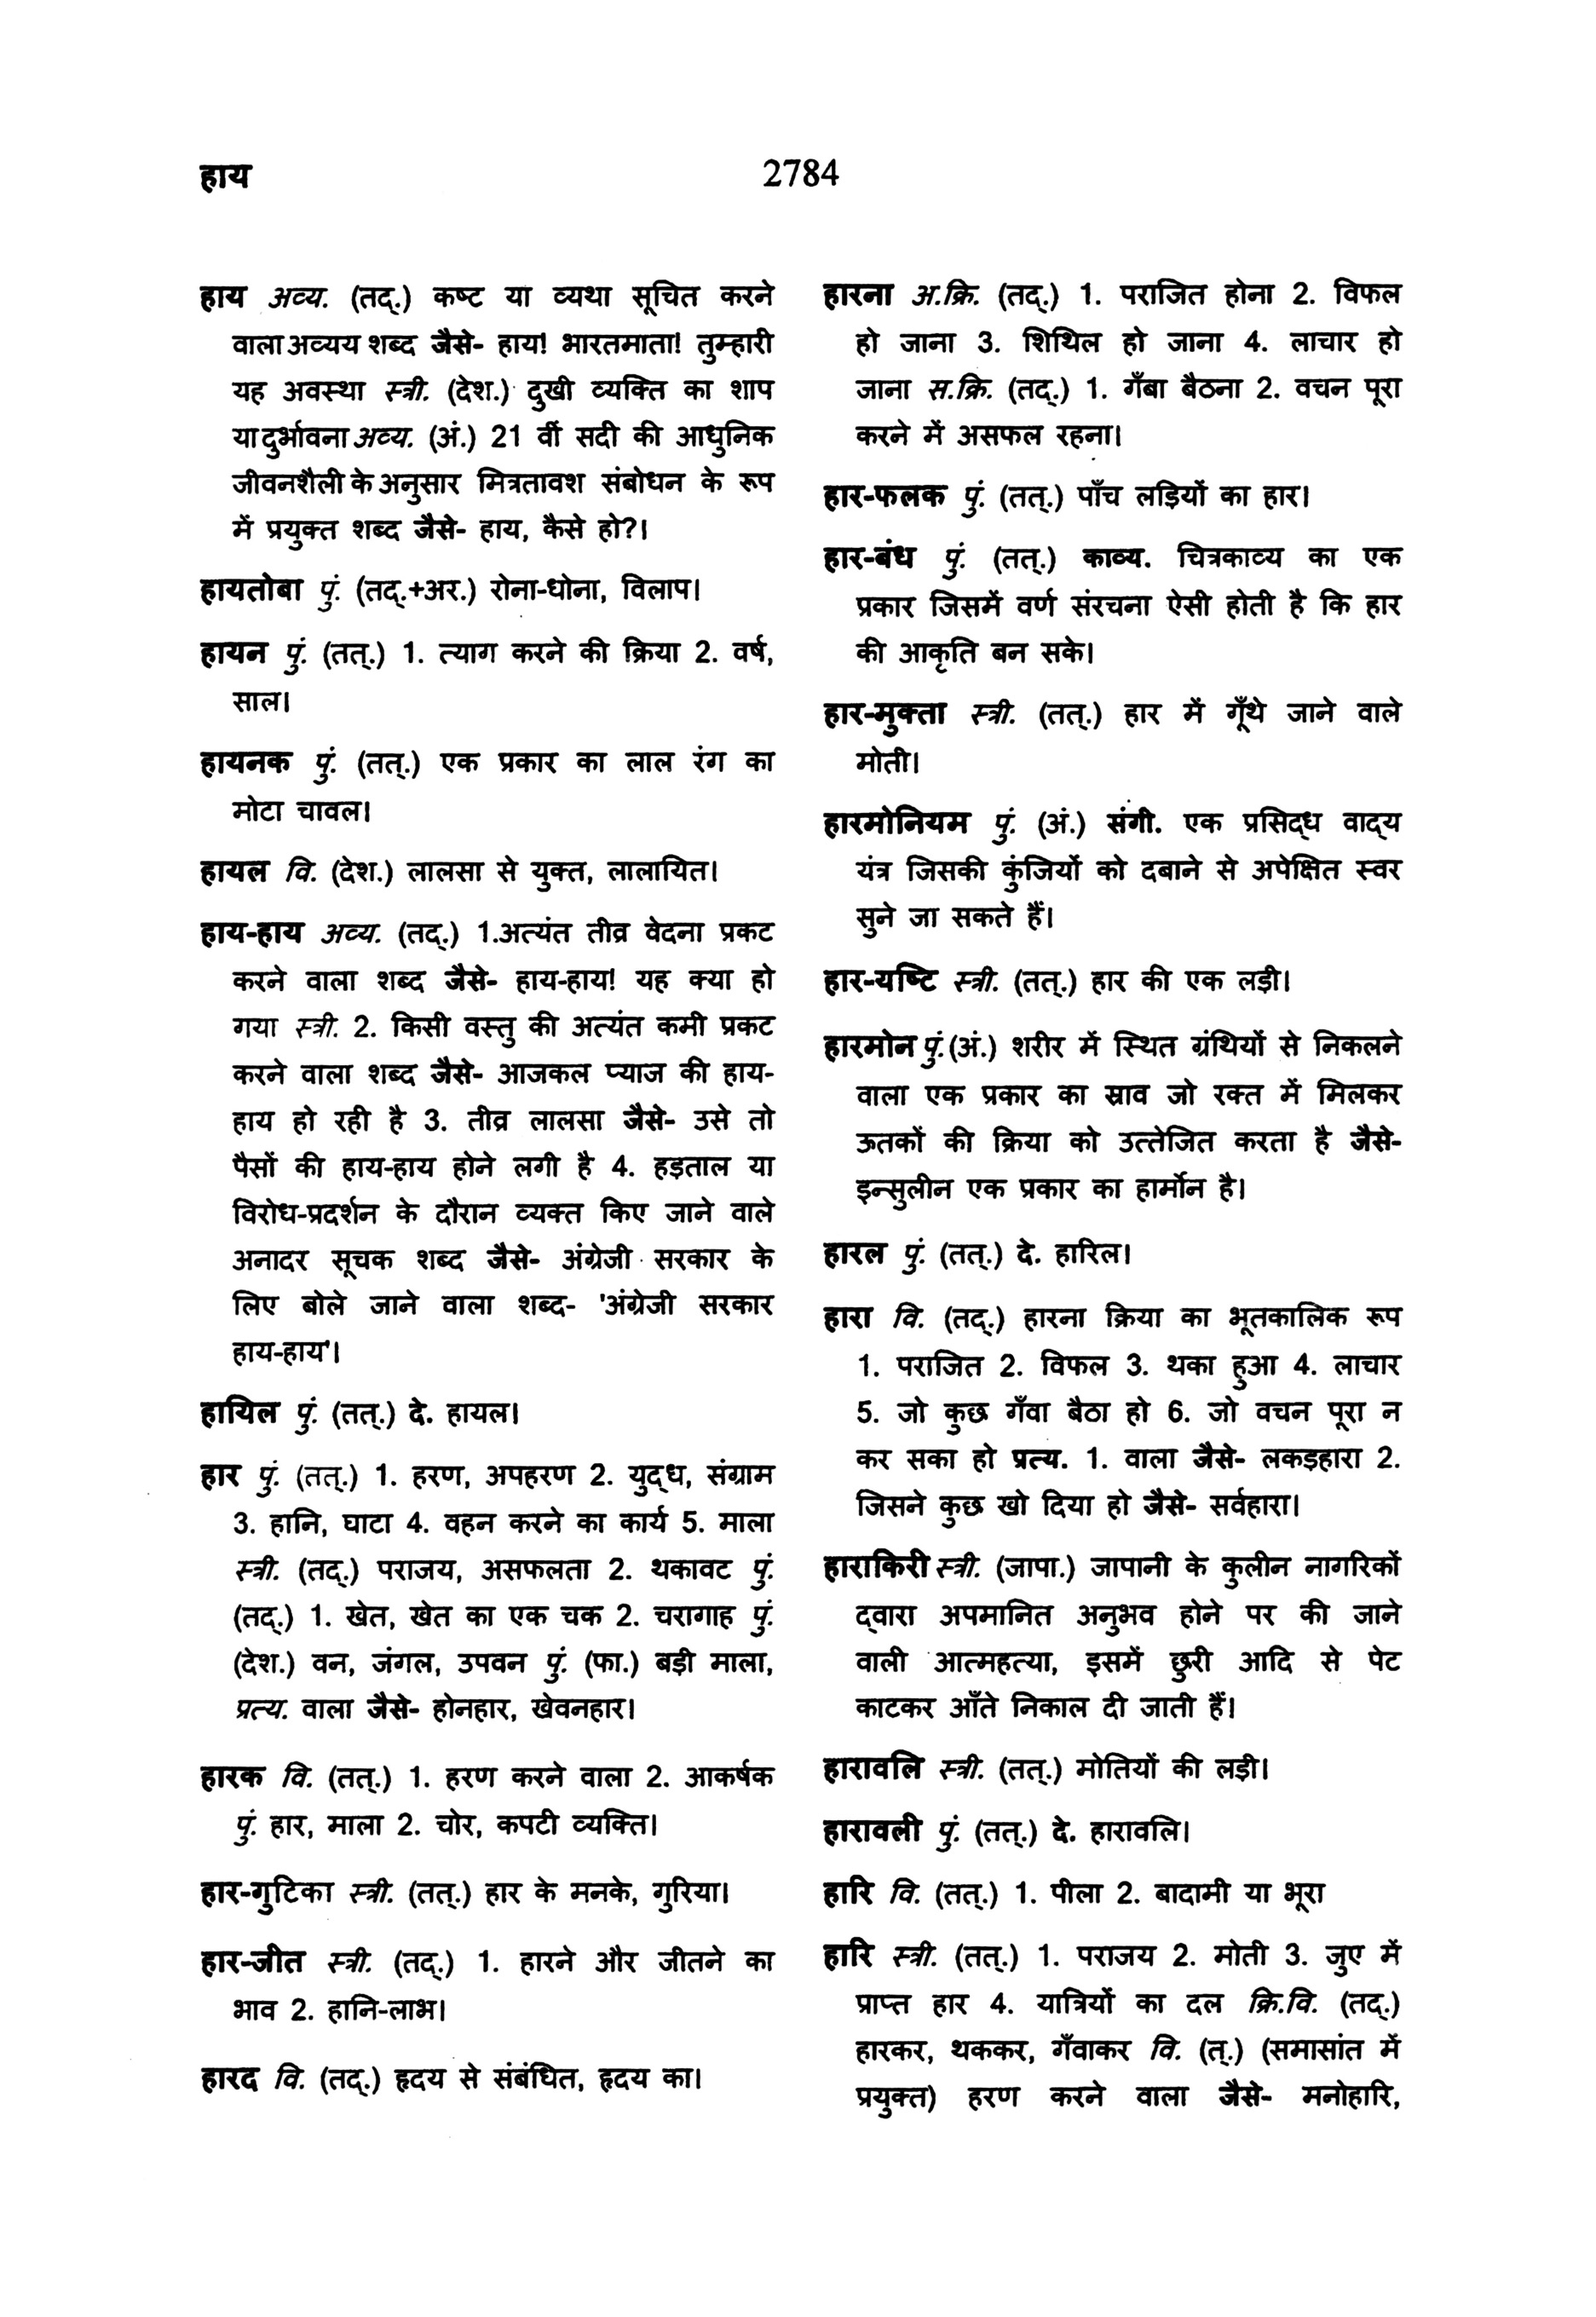 हाय
2784
हाय अव्य. (तद्.) कष्ट या व्यथा सूचित करने
वाला अव्यय शब्द जैसे- हाय! भारतमाता! तुम्हारी
यह अवस्था स्त्री. (देश.) दुखी व्यक्ति का शाप
या दुर्भावना अव्य. (अं.) 21 वीं सदी की आधुनिक
जीवनशैली के अनुसार मित्रतावश संबोधन के रूप
में प्रयुक्त शब्द जैसे- हाय, कैसे हो?।
हायतोबा पुं. (तद्.+अर.) रोना-धोना, विलाप।
हायन पुं. (तत्.) 1. त्याग करने की क्रिया 2. वर्ष,
साल।
हायनक पुं. (तत्.) एक प्रकार का लाल रंग का
मोटा चावल।
हायल वि. (देश.) लालसा से युक्त, लालायित।
हाय-हाय अव्य. (तद्.) 1.अत्यंत तीव्र वेदना प्रकट
करने वाला शब्द जैसे- हाय-हाय! यह क्या हो
गया स्त्री. 2. किसी वस्तु की अत्यंत कमी प्रकट
करने वाला शब्द जैसे- आजकल प्याज की हाय-
हाय हो रही है 3. तीव्र लालसा जैसे- उसे तो
पैसों की हाय-हाय होने लगी है 4. हड़ताल या
विरोध-प्रदर्शन के दौरान व्यक्त किए जाने वाले
अनादर सूचक शब्द जैसे- अंग्रेजी सरकार के
लिए बोले जाने वाला शब्द- 'अंग्रेजी सरकार
हाय-हाय'।
हायिल पुं. (तत्.) दे. हायल।
हार पुं. (तत्.) 1. हरण, अपहरण 2. युद्ध, संग्राम
3. हानि, घाटा 4. वहन करने का कार्य 5. माला
स्त्री. (तद्.) पराजय, असफलता 2. थकावट पुं.
(तद्.) 1. खेत, खेत का एक चक 2. चरागाह पुं.
(देश.) वन, जंगल, उपवन पुं. (फा.) बड़ी माला,
प्रत्य. वाला जैसे- होनहार, खेवनहार।
हारक वि. (तत्.) 1. हरण करने वाला 2. आकर्षक
पुं. हार, माला 2. चोर, कपटी व्यक्ति।
हार-गुटिका स्त्री. (तत्.) हार के मनके, गुरिया।
हार-जीत स्त्री. (तद्.) 1. हारने और जीतने का
भाव 2. हानि-लाभ।
हारद वि. (तद्.) हृदय से संबंधित, हृदय का।
हारना अ.क्रि. (तद्.) 1. पराजित होना 2. विफल
हो जाना 3. शिथिल हो जाना 4. लाचार हो
जाना स.क्रि. (तद्.) 1. गँबा बैठना 2. वचन पूरा
करने में असफल रहना।
हार-फलक पुं. (तत्.) पाँच लड़ियों का हार।
हार-बंध पुं. (तत्.) काव्य. चित्रकाव्य का एक
प्रकार जिसमें वर्ण संरचना ऐसी होती है कि हार
की आकृति बन सके।
हार-मुक्ता स्त्री. (तत्.) हार में गूँथे जाने वाले
मोती।
हारमोनियम पुं. (अं.) संगी. एक प्रसिद्ध वाद्य
यंत्र जिसकी कुंजियों को दबाने से अपेक्षित स्वर
सुने जा सकते हैं।
हार-यष्टि स्त्री. (तत्.) हार की एक लड़ी।
हारमोन पुं.(अं.) शरीर में स्थित ग्रंथियों से निकलने
वाला एक प्रकार का स्राव जो रक्त में मिलकर
ऊतकों की क्रिया को उत्तेजित करता है जैसे-
इन्सुलीन एक प्रकार का हार्मोन है।
हारल पुं. (तत्.) दे. हारिल।
हारा वि. (तद्.) हारना क्रिया का भूतकालिक रूप
1. पराजित 2. विफल 3. थका हुआ 4. लाचार
5. जो कुछ गँवा बैठा हो 6. जो वचन पूरा न
कर सका हो प्रत्य. 1. वाला जैसे- लकड़हारा 2.
जिसने कुछ खो दिया हो जैसे- सर्वहारा।
हाराकिरी स्त्री. (जापा.) जापानी के कुलीन नागरिकों
द्वारा अपमानित अनुभव होने पर की जाने
वाली आत्महत्या, इसमें छुरी आदि से पेट
काटकर आँते निकाल दी जाती हैं।
हारावलि स्त्री. (तत्.) मोतियों की लड़ी।
हारावली पुं. (तत्.) दे. हारावलि।
हारि वि. (तत्.) 1. पीला 2. बादामी या भूरा
हारि स्त्री. (तत्.) 1. पराजय 2. मोती 3. जुए में
प्राप्त हार 4. यात्रियों का दल क्रि.वि. (तद्.)
हारकर, थककर, गँवाकर वि. (त्.) (समासांत में
प्रयुक्त) हरण करने वाला जैसे- मनोहारि,